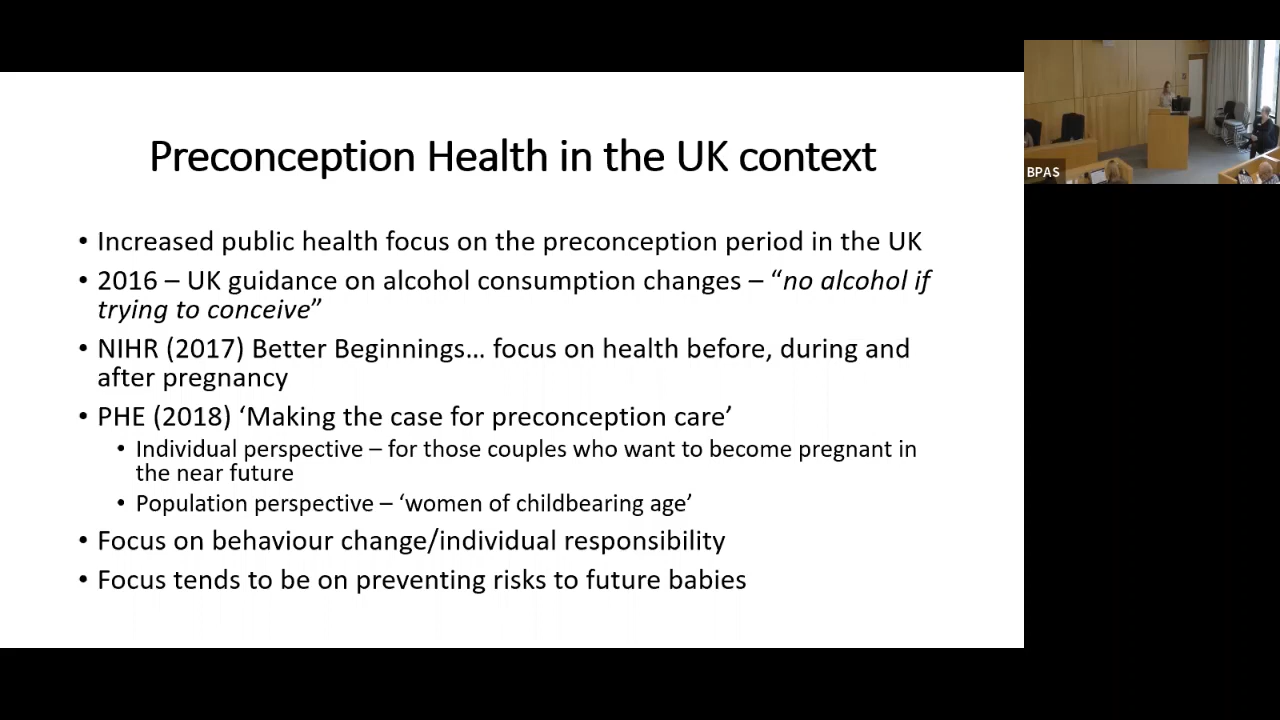 Preconception Health in the UK context
• Increased public health focus on the preconception period in the UK
• 2016 – UK guidance on alcohol consumption changes – “no alcohol if
trying to conceive”
• NIHR (2017) Better Beginnings… focus on health before, during and
after pregnancy
• PHE (2018) ‘Making the case for preconception care’
• Individual perspective – for those couples who want to become pregnant in
the near future
• Population perspective – ‘women of childbearing age’
• Focus on behaviour change/individual responsibility
• Focus tends to be on preventing risks to future babies
BPAS